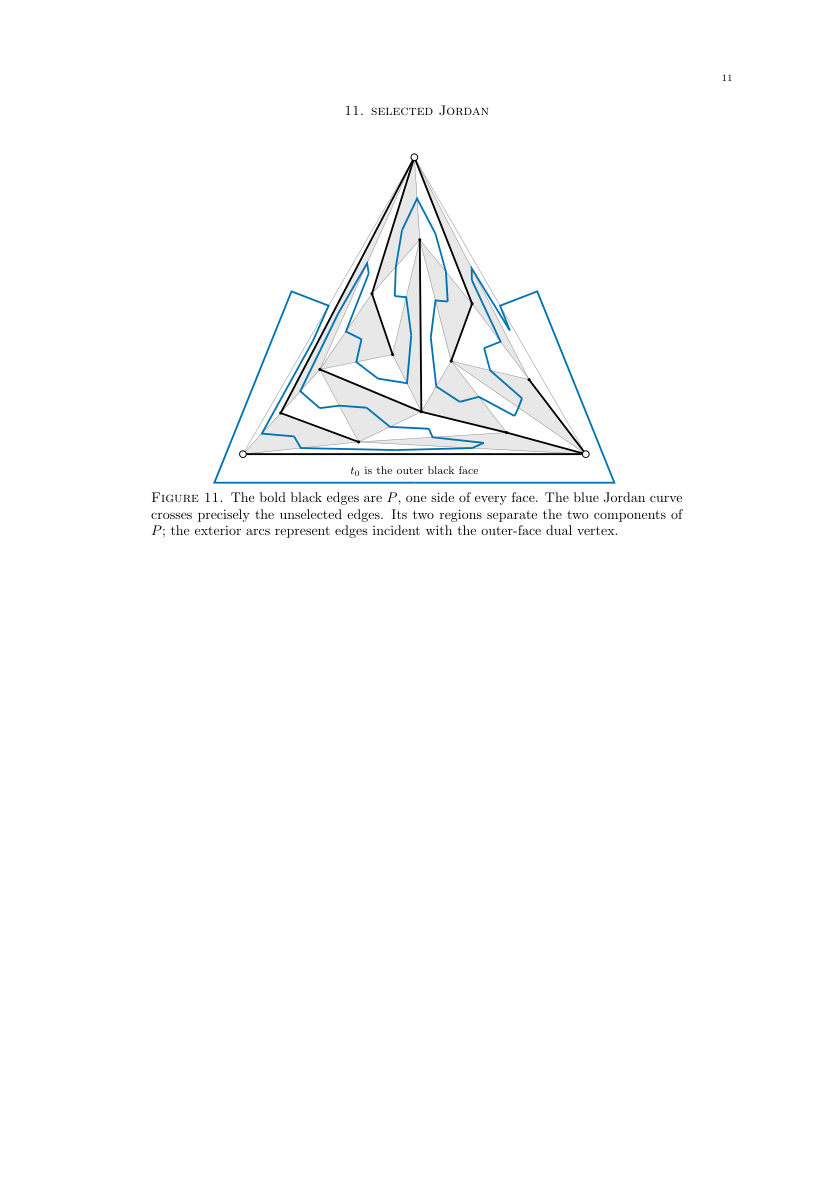 11
11. SELECTED JORDAN
t₀ is the outer black face
FIGURE 11. The bold black edges are P, one side of every face. The blue Jordan curve
crosses precisely the unselected edges. Its two regions separate the two components of
P; the exterior arcs represent edges incident with the outer-face dual vertex.